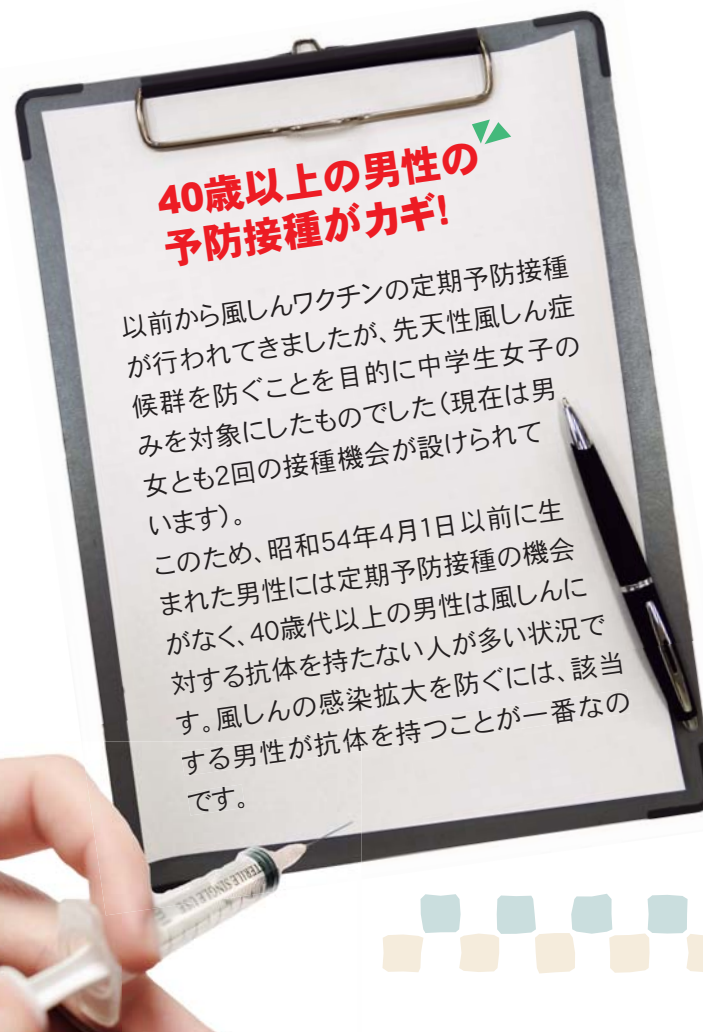 40歳以上の男性の
予防接種がカギ!
以前から風しんワクチンの定期予防接種
が行われてきましたが、先天性風しん症
候群を防ぐことを目的に中学生女子の
みを対象にしたものでした(現在は男
女とも2回の接種機会が設けられて
います)。
このため、昭和54年4月1日以前に生
まれた男性には定期予防接種の機会
がなく、40歳代以上の男性は風しんに
対する抗体を持たない人が多い状況で
す。風しんの感染拡大を防ぐには、該当
する男性が抗体を持つことが一番なの
です。
STERILE SINGLE USE